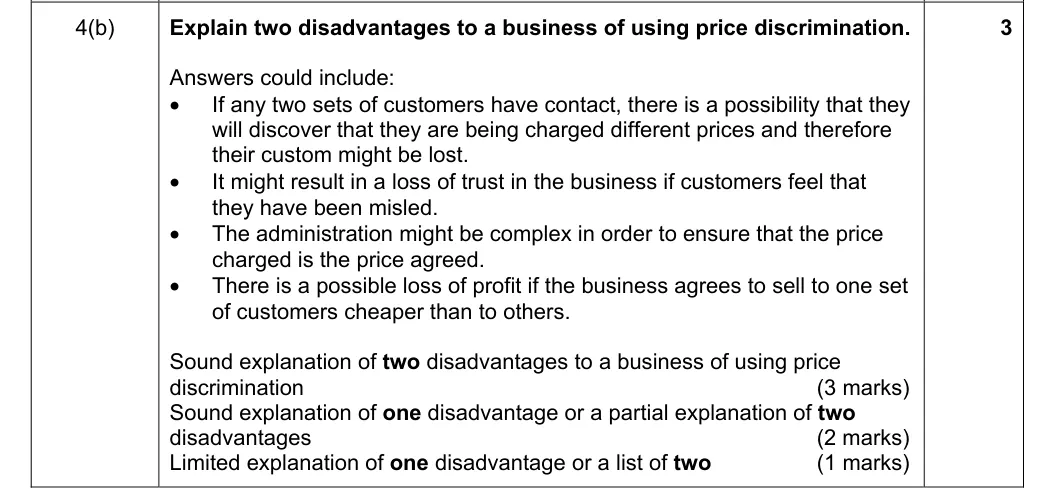 4(b) Explain two disadvantages to a business of using price discrimination. 3
Answers could include:
• If any two sets of customers have contact, there is a possibility that they
will discover that they are being charged different prices and therefore
their custom might be lost.
• It might result in a loss of trust in the business if customers feel that
they have been misled.
• The administration might be complex in order to ensure that the price
charged is the price agreed.
• There is a possible loss of profit if the business agrees to sell to one set
of customers cheaper than to others.
Sound explanation of two disadvantages to a business of using price
discrimination (3 marks)
Sound explanation of one disadvantage or a partial explanation of two
disadvantages (2 marks)
Limited explanation of one disadvantage or a list of two (1 marks)